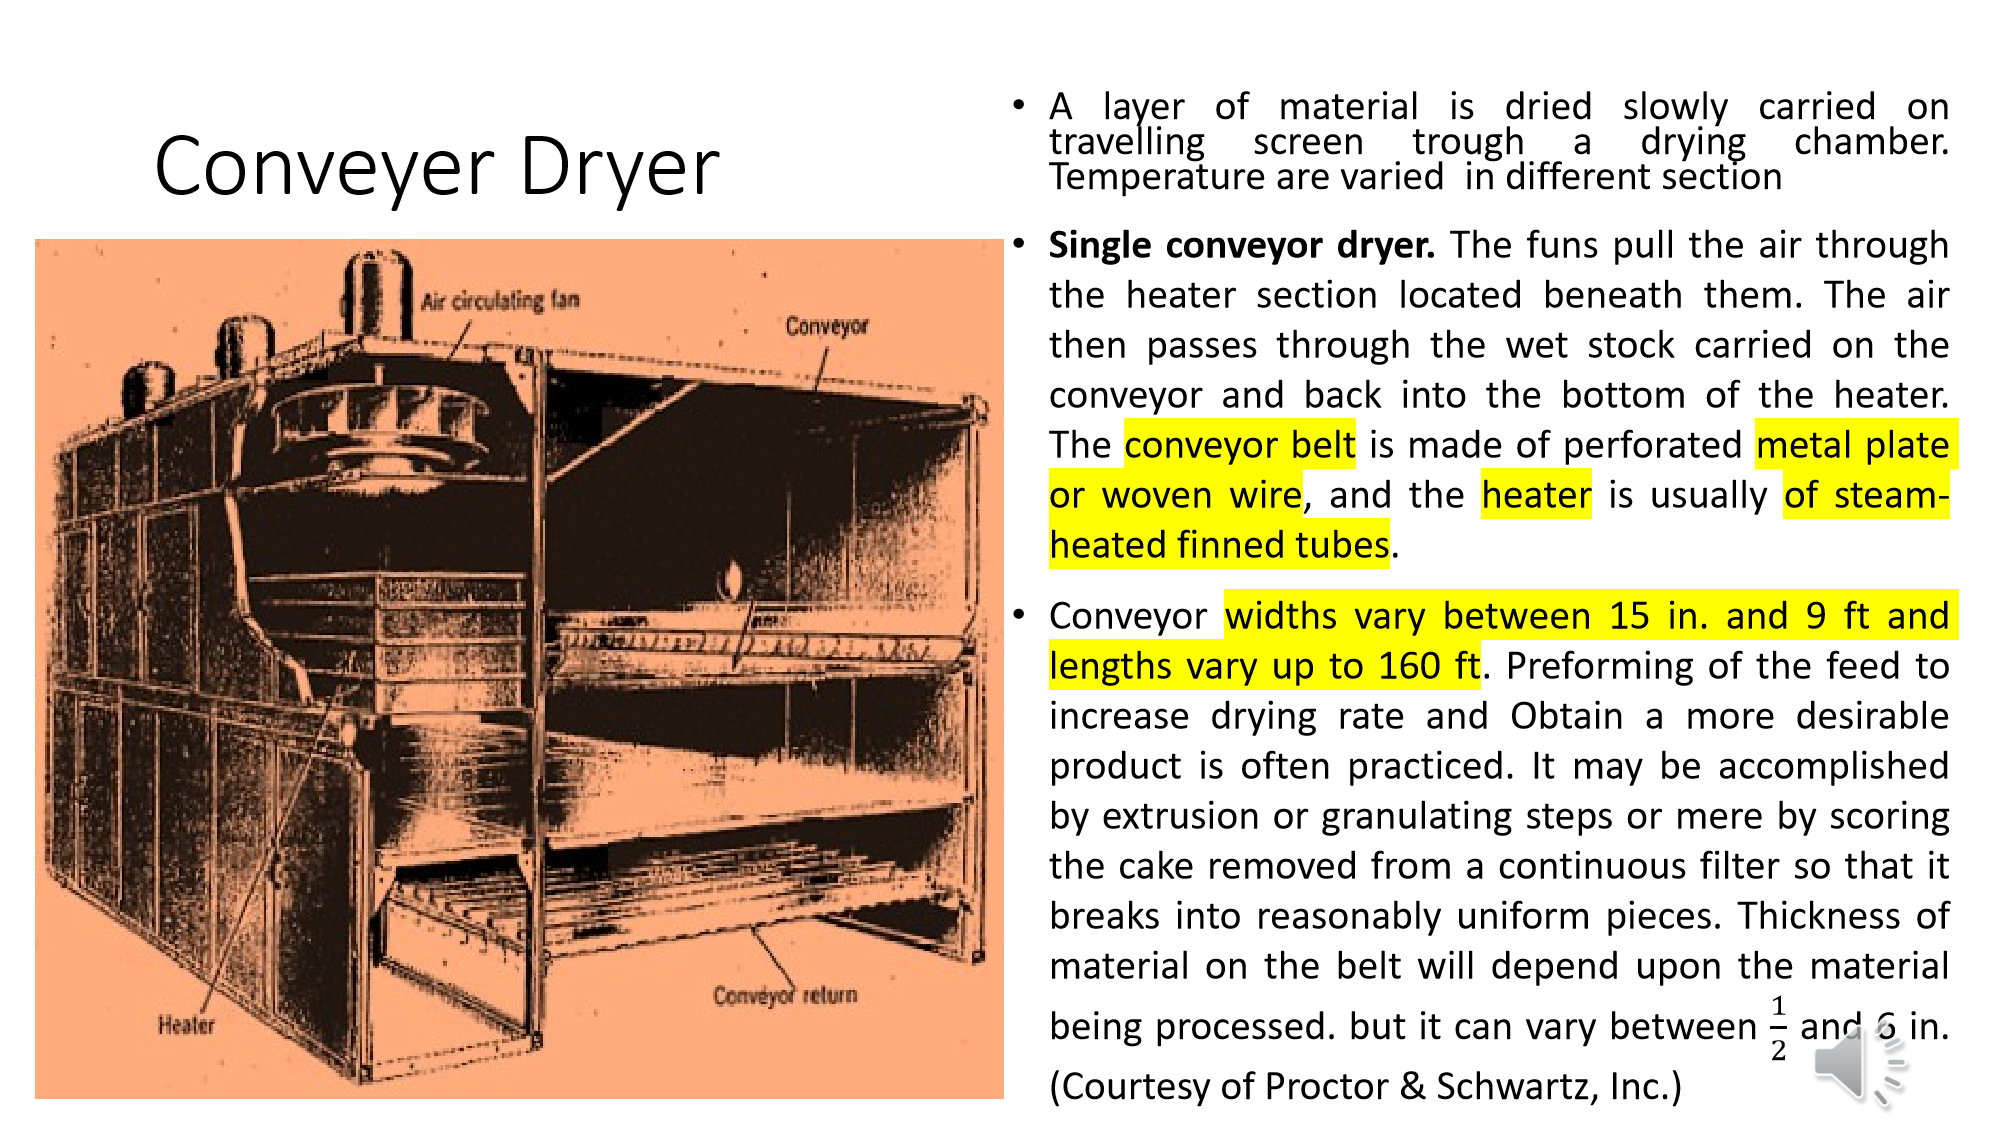 Conveyer Dryer
Air circulating fan
Conveyor
Conveyor return
Heater
• A layer of material is dried slowly carried on
travelling screen trough a drying chamber.
Temperature are varied in different section
• Single conveyor dryer. The funs pull the air through
the heater section located beneath them. The air
then passes through the wet stock carried on the
conveyor and back into the bottom of the heater.
The conveyor belt is made of perforated metal plate
or woven wire, and the heater is usually of steam-
heated finned tubes.
• Conveyor widths vary between 15 in. and 9 ft and
lengths vary up to 160 ft. Preforming of the feed to
increase drying rate and Obtain a more desirable
product is often practiced. It may be accomplished
by extrusion or granulating steps or mere by scoring
the cake removed from a continuous filter so that it
breaks into reasonably uniform pieces. Thickness of
material on the belt will depend upon the material
being processed. but it can vary between 1/2 and 6 in.
(Courtesy of Proctor & Schwartz, Inc.)